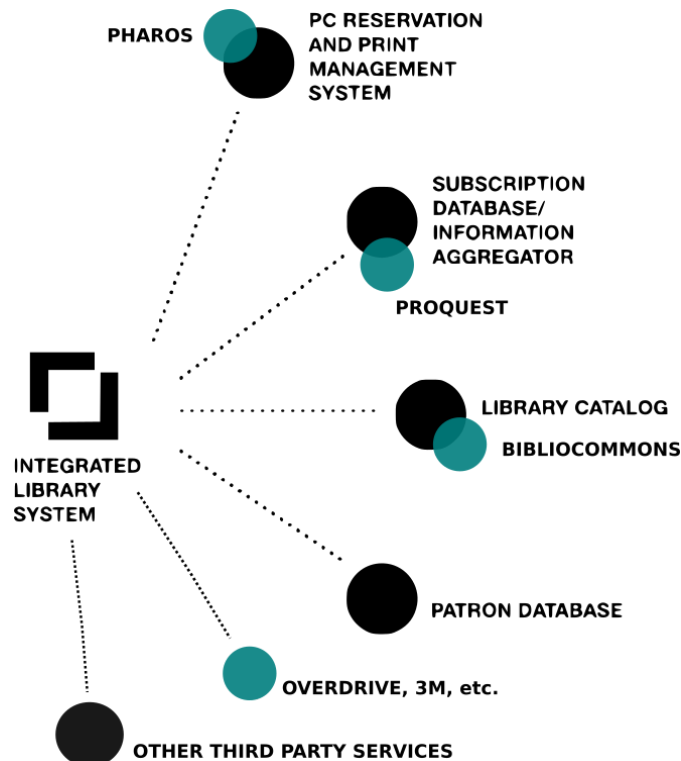 PHAROS
PC RESERVATION
AND PRINT
MANAGEMENT
SYSTEM
SUBSCRIPTION
DATABASE/
INFORMATION
AGGREGATOR
PROQUEST
LIBRARY CATALOG
BIBLIOCOMMONS
INTEGRATED
LIBRARY
SYSTEM
PATRON DATABASE
OVERDRIVE, 3M, etc.
OTHER THIRD PARTY SERVICES